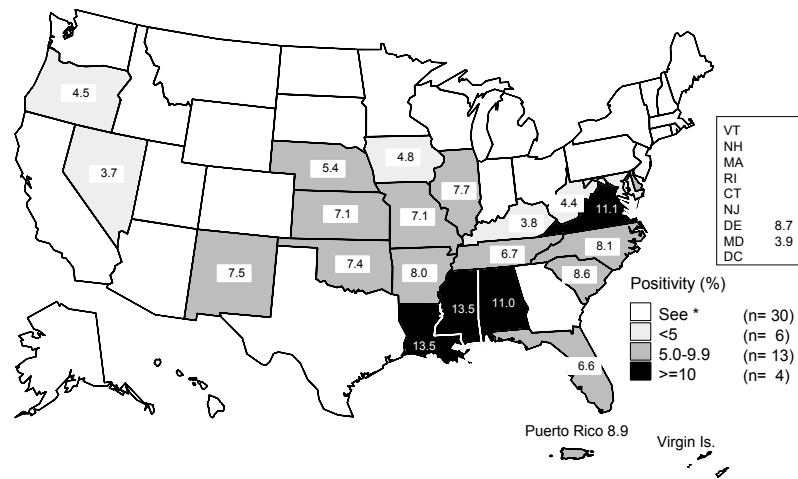 4.5
3.7
5.4
4.8
7.7
4.4
11.1
7.1
7.1
3.8
6.7
8.1
7.5
7.4
8.0
8.6
13.5
11.0
13.5
6.6
VT
NH
MA
RI
CT
NJ
DE 8.7
MD 3.9
DC
Positivity (%)
See * (n= 30)
<5 (n= 6)
5.0-9.9 (n= 13)
>=10 (n= 4)
Puerto Rico 8.9
Virgin Is.